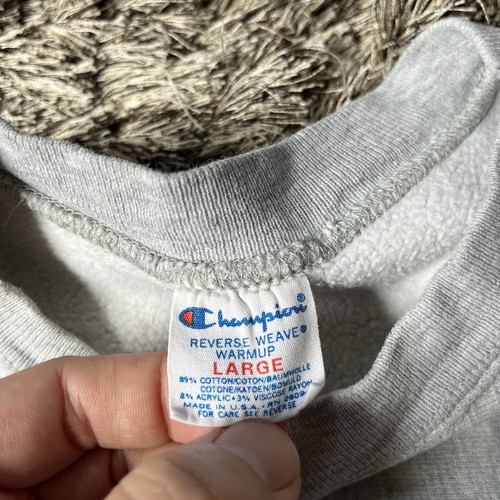 Champion®
REVERSE WEAVE®
WARMUP
LARGE
89% COTTON/COTON/BAUMWOLLE
COTONE/KATOEN/BOMULD
8% ACRYLIC • 3% VISCOSE RAYON
MADE IN U.S.A. • RN 26094
FOR CARE SEE REVERSE